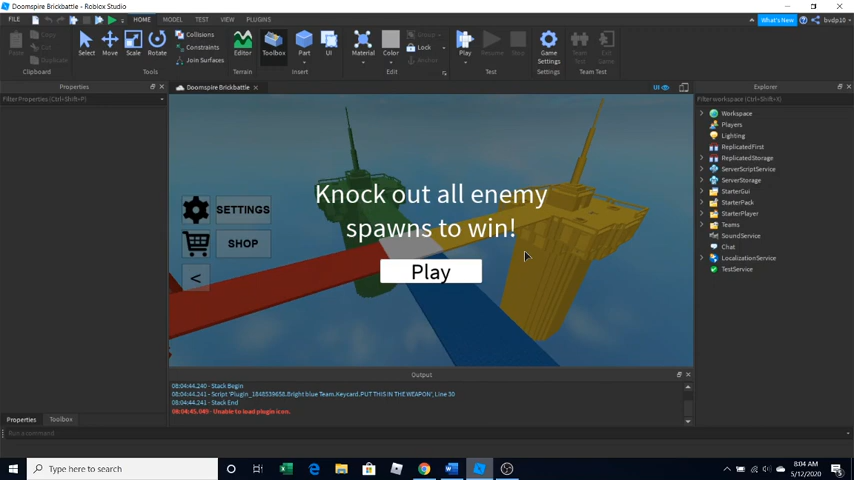 Doomspire Brickbattle - Roblox Studio
FILE HOME MODEL TEST VIEW PLUGINS What's New bvdp10
Paste Copy Cut Duplicate Select Move Scale Rotate Collisions Constraints Join Surfaces Editor Toolbox Part UI Material Color Group Lock Anchor Play Resume Stop Game Settings Team Test Exit Game
Clipboard Tools Terrain Insert Edit Test Settings Team Test
Properties
Filter Properties (Ctrl+Shift+P)
Doomspire Brickbattle
UI
Explorer
Filter workspace (Ctrl+Shift+X)
Workspace
Players
Lighting
ReplicatedFirst
ReplicatedStorage
ServerScriptService
ServerStorage
StarterGui
StarterPack
StarterPlayer
Teams
SoundService
Chat
LocalizationService
TestService
Knock out all enemy
spawns to win!
Play
SETTINGS
SHOP
<
Output
08:04:44.240 - Stack Begin
08:04:44.241 - Script 'Plugin_1848539658.Bright blue Team.Keycard.PUT THIS IN THE WEAPON', Line 30
08:04:44.241 - Stack End
08:04:45.049 - Unable to load plugin icon.
Properties Toolbox
Run a command
Type here to search
8:04 AM
5/12/2020